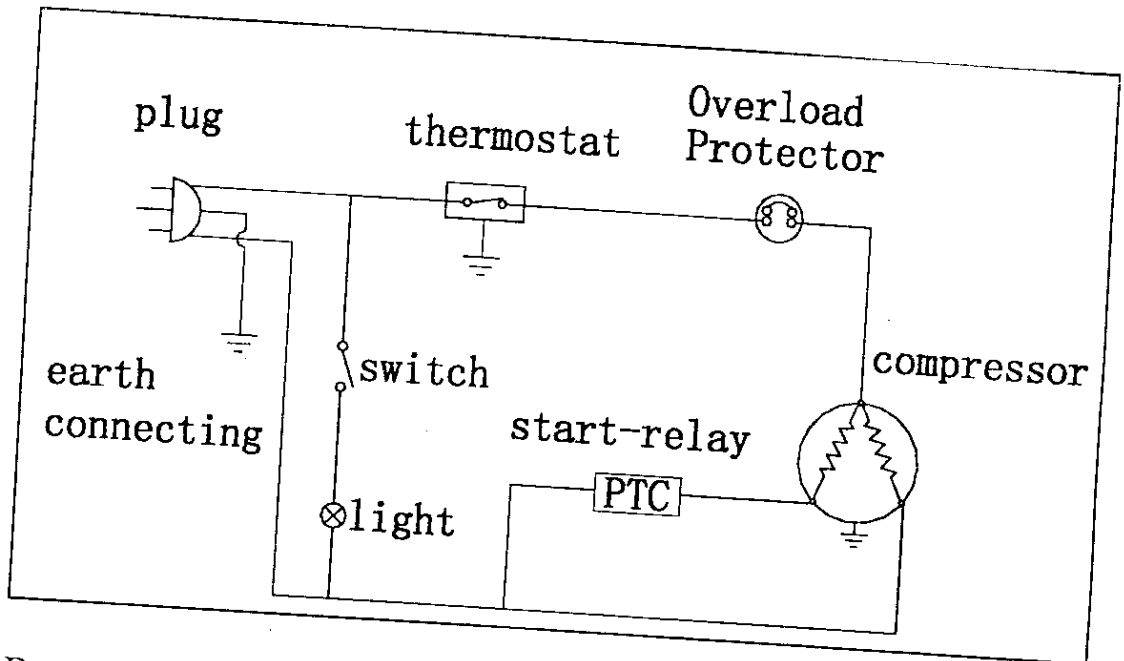 plug
thermostat
Overload
Protector
earth
connecting
switch
compressor
start-relay
PTC
light